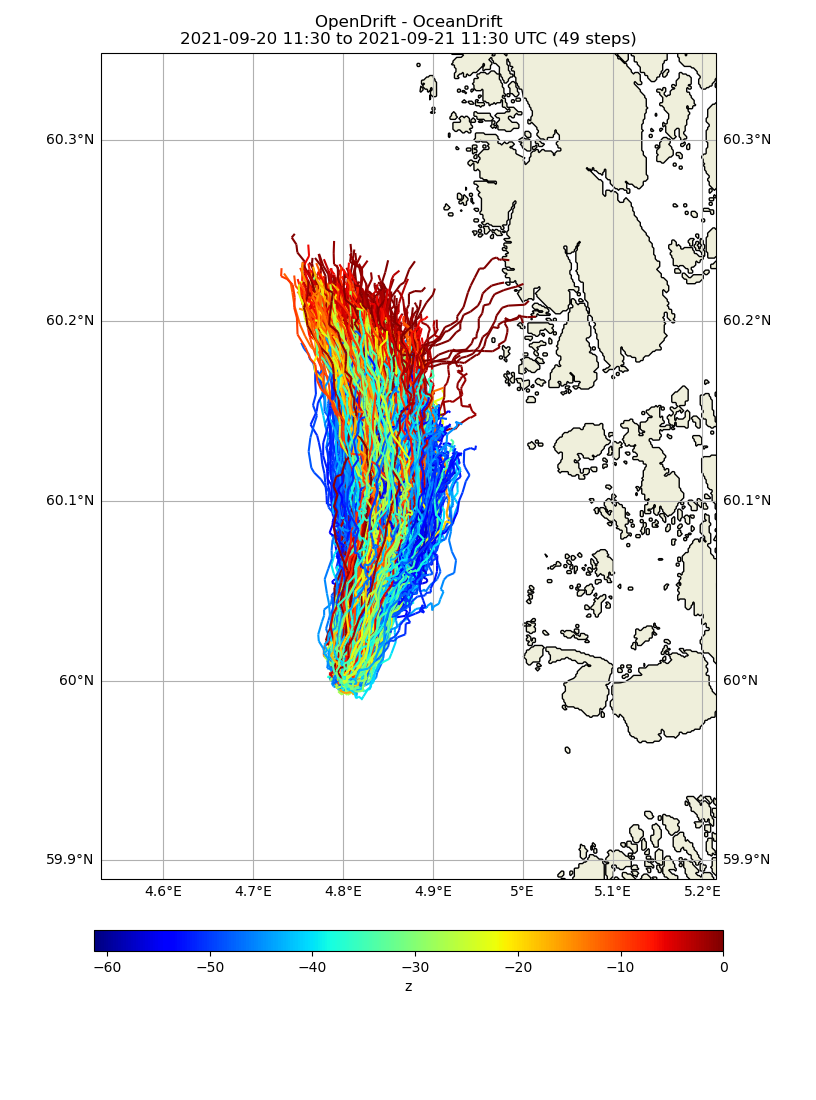 OpenDrift - OceanDrift
2021-09-20 11:30 to 2021-09-21 11:30 UTC (49 steps)
60.3°N 60.3°N
60.2°N 60.2°N
60.1°N 60.1°N
60°N 60°N
59.9°N 59.9°N
4.6°E 4.7°E 4.8°E 4.9°E 5°E 5.1°E 5.2°E
−60 −50 −40 −30 −20 −10 0
z